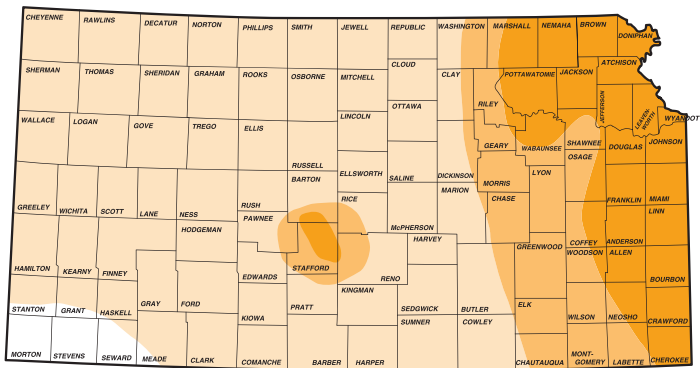 CHEYENNE RAWLINS DECATUR NORTON PHILLIPS SMITH JEWELL REPUBLIC WASHINGTON MARSHALL NEMAHA BROWN
DONIPHAN
CLOUD
ATCHISON
SHERMAN THOMAS SHERIDAN GRAHAM ROOKS OSBORNE MITCHELL CLAY POTTAWATOMIE JACKSON
RILEY
OTTAWA
JEFFERSON
LEAVEN-
WORTH
WYANDOT
WALLACE LOGAN GOVE TREGO ELLIS LINCOLN
GEARY WABAUNSEE SHAWNEE DOUGLAS JOHNSON
OSAGE
RUSSELL
BARTON ELLSWORTH SALINE DICKINSON MORRIS LYON
MARION
CHASE
FRANKLIN MIAMI
GREELEY WICHITA SCOTT LANE NESS RUSH RICE LINN
PAWNEE
HODGEMAN McPHERSON
HARVEY
GREENWOOD COFFEY ANDERSON
WOODSON ALLEN
HAMILTON KEARNY FINNEY EDWARDS STAFFORD RENO BOURBON
KINGMAN
STANTON GRANT HASKELL GRAY FORD KIOWA PRATT SEDGWICK BUTLER ELK WILSON NEOSHO CRAWFORD
SUMNER COWLEY
MORTON STEVENS SEWARD MEADE CLARK COMANCHE BARBER HARPER CHAUTAUQUA MONT-
GOMERY LABETTE CHEROKEE